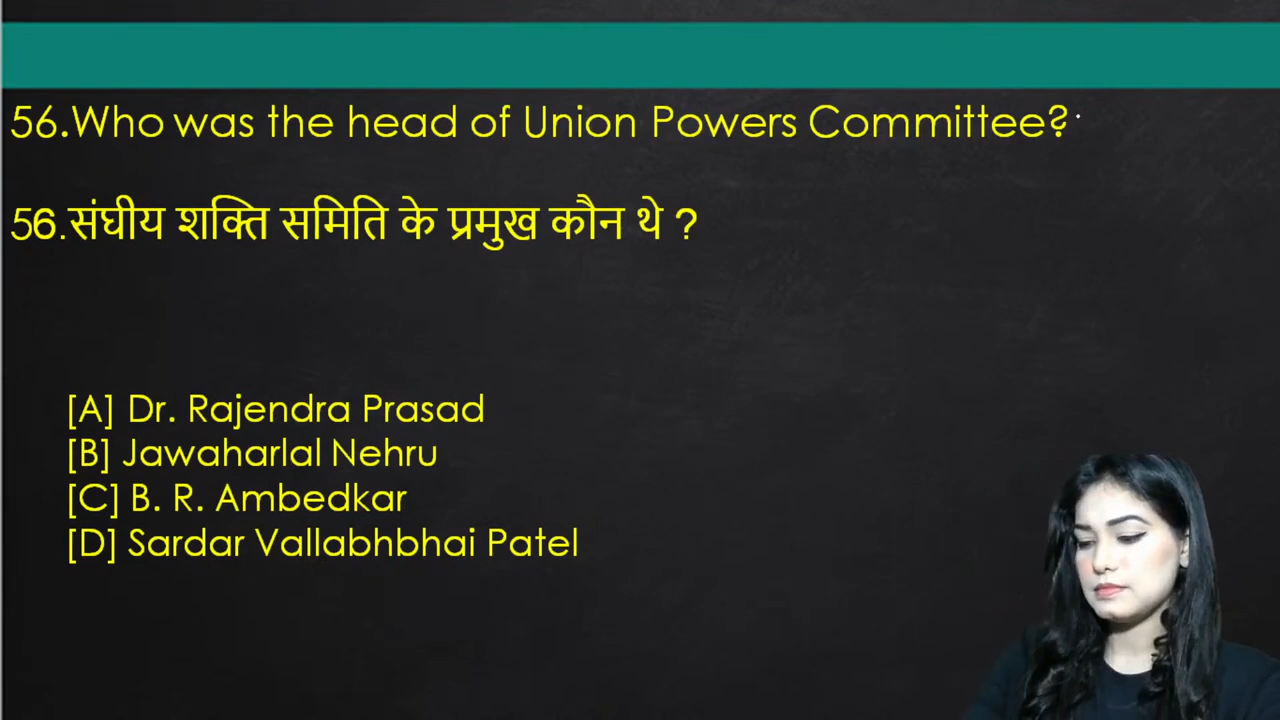 56.Who was the head of Union Powers Committee?
56.संघीय शक्ति समिति के प्रमुख कौन थे ?
[A] Dr. Rajendra Prasad
[B] Jawaharlal Nehru
[C] B. R. Ambedkar
[D] Sardar Vallabhbhai Patel